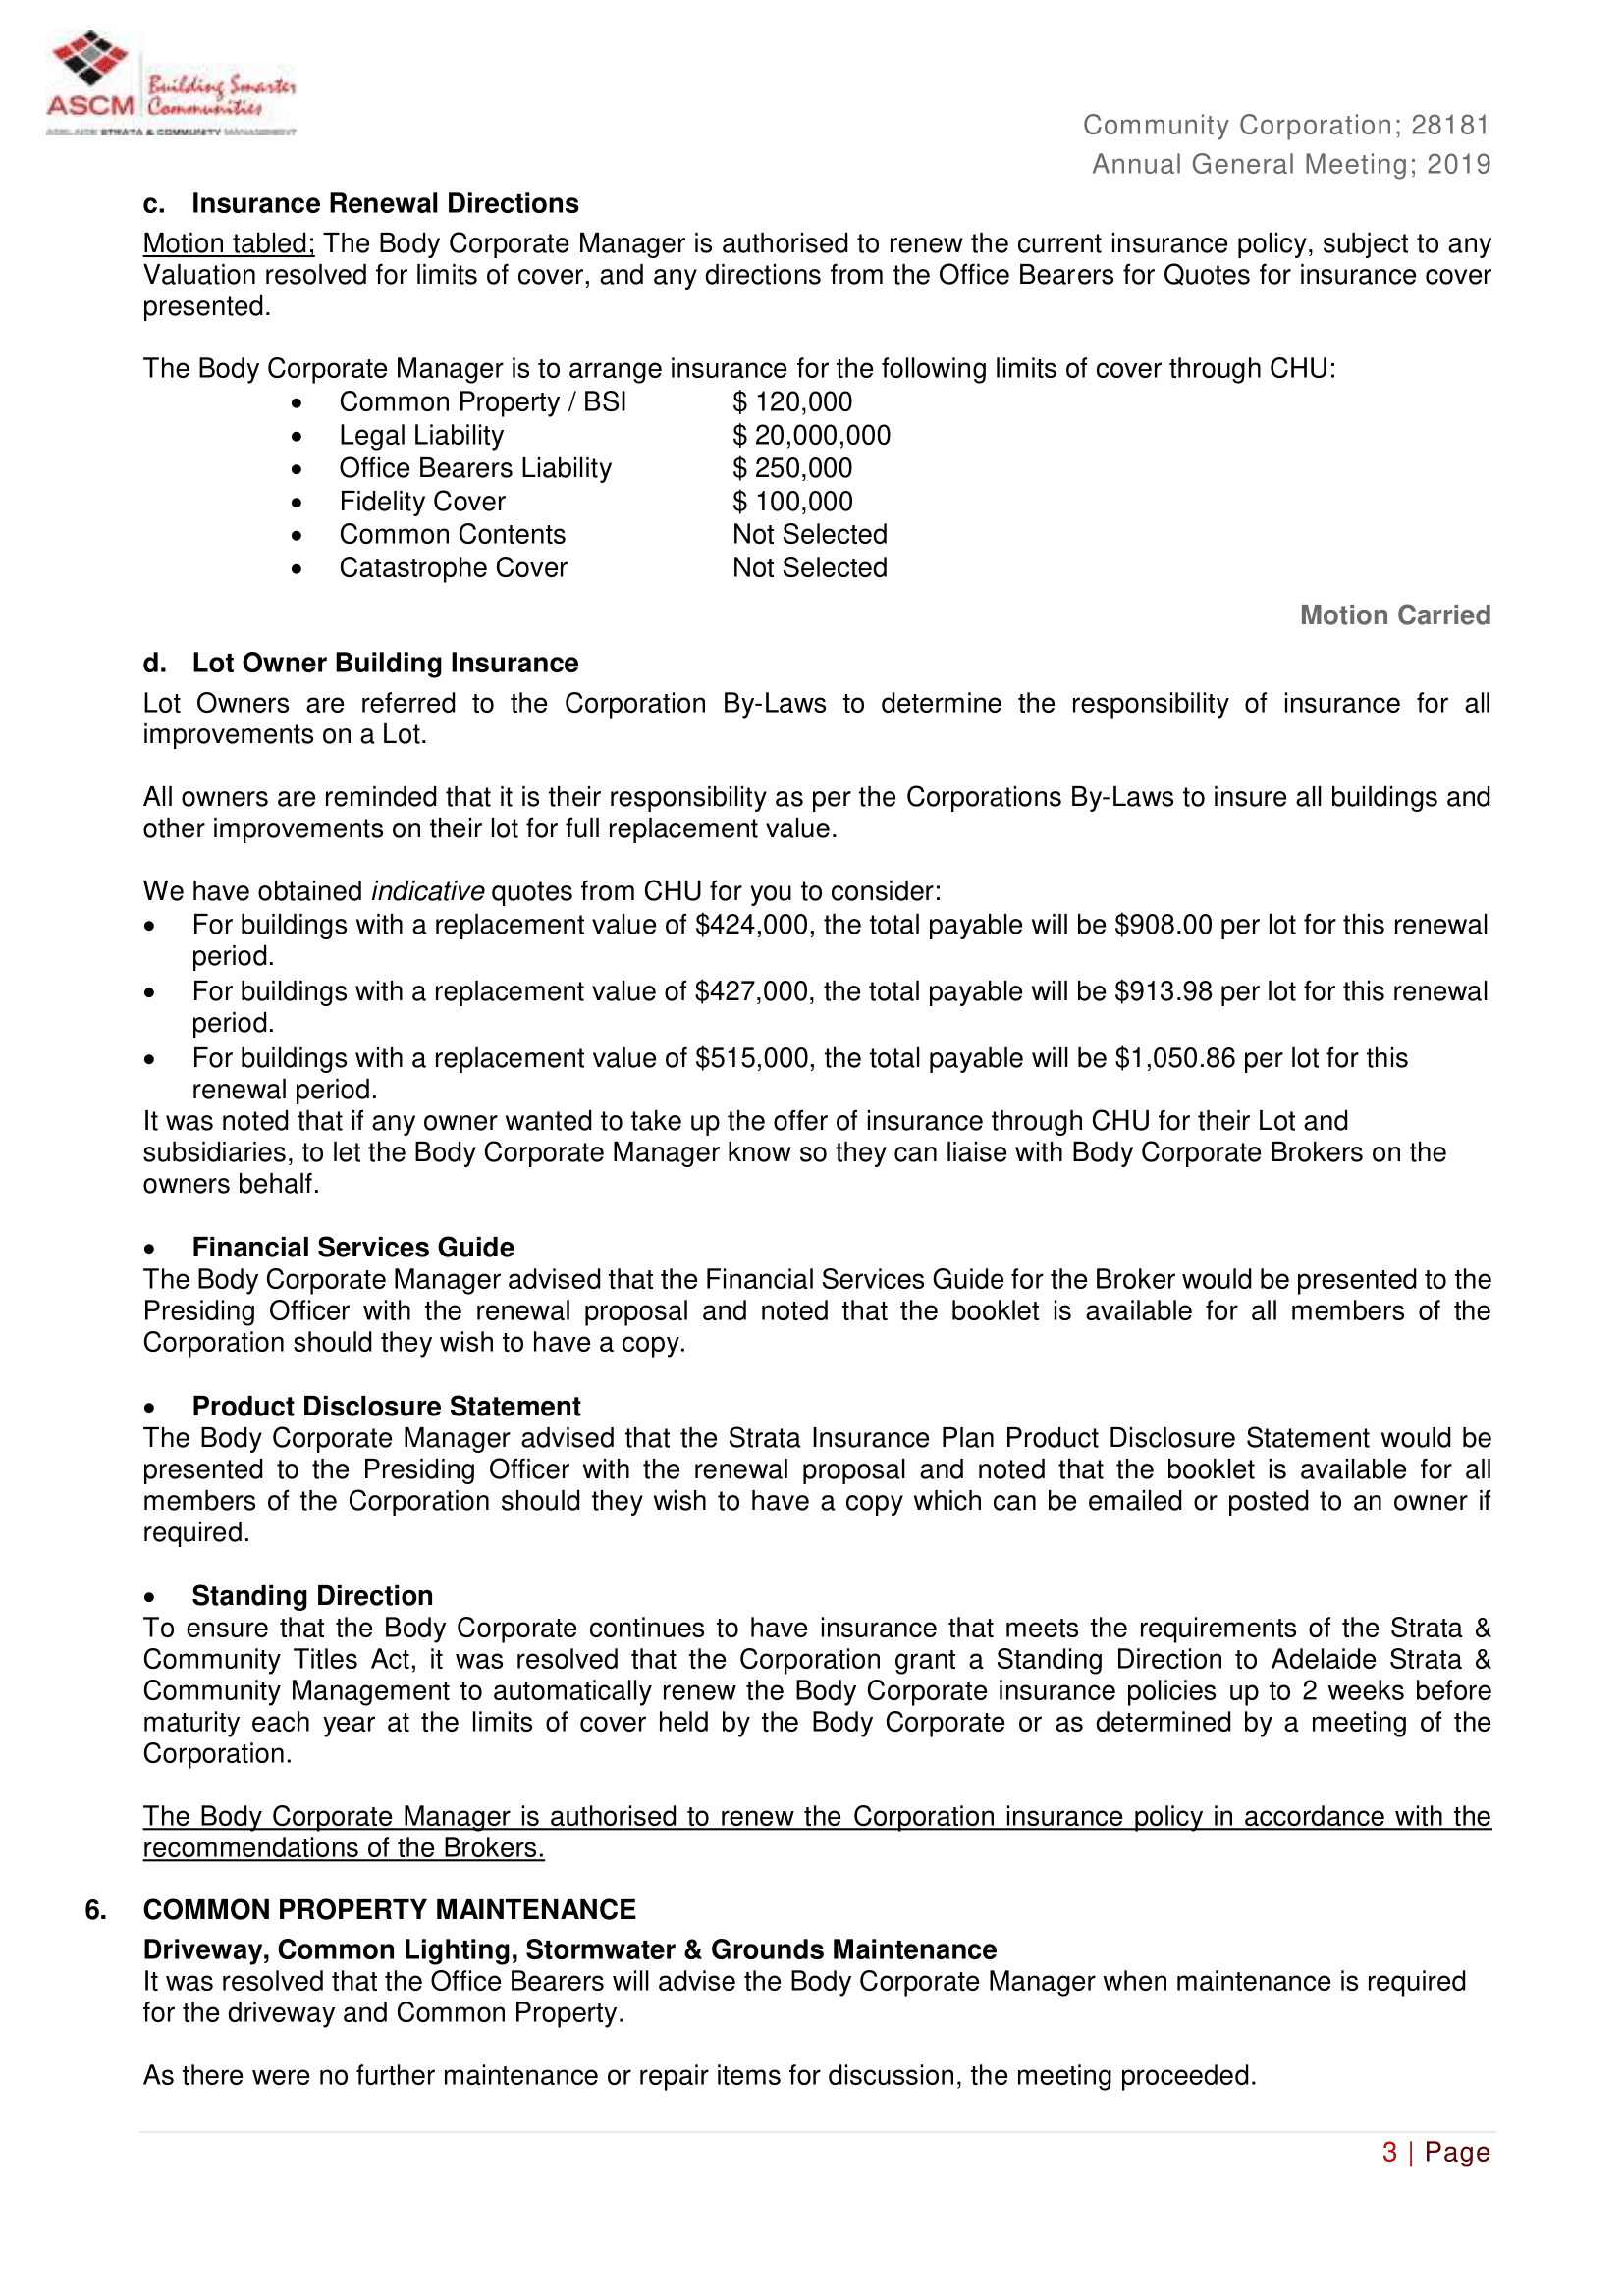 Building Smarter
ASCM Communities
ADELAIDE STRATA & COMMUNITY MANAGEMENT
Community Corporation; 28181
Annual General Meeting; 2019
c. Insurance Renewal Directions
Motion tabled; The Body Corporate Manager is authorised to renew the current insurance policy, subject to any
Valuation resolved for limits of cover, and any directions from the Office Bearers for Quotes for insurance cover
presented.
The Body Corporate Manager is to arrange insurance for the following limits of cover through CHU:
• Common Property / BSI $ 120,000
• Legal Liability $ 20,000,000
• Office Bearers Liability $ 250,000
• Fidelity Cover $ 100,000
• Common Contents Not Selected
• Catastrophe Cover Not Selected
Motion Carried
d. Lot Owner Building Insurance
Lot Owners are referred to the Corporation By-Laws to determine the responsibility of insurance for all
improvements on a Lot.
All owners are reminded that it is their responsibility as per the Corporations By-Laws to insure all buildings and
other improvements on their lot for full replacement value.
We have obtained indicative quotes from CHU for you to consider:
• For buildings with a replacement value of $424,000, the total payable will be $908.00 per lot for this renewal
period.
• For buildings with a replacement value of $427,000, the total payable will be $913.98 per lot for this renewal
period.
• For buildings with a replacement value of $515,000, the total payable will be $1,050.86 per lot for this
renewal period.
It was noted that if any owner wanted to take up the offer of insurance through CHU for their Lot and
subsidiaries, to let the Body Corporate Manager know so they can liaise with Body Corporate Brokers on the
owners behalf.
• Financial Services Guide
The Body Corporate Manager advised that the Financial Services Guide for the Broker would be presented to the
Presiding Officer with the renewal proposal and noted that the booklet is available for all members of the
Corporation should they wish to have a copy.
• Product Disclosure Statement
The Body Corporate Manager advised that the Strata Insurance Plan Product Disclosure Statement would be
presented to the Presiding Officer with the renewal proposal and noted that the booklet is available for all
members of the Corporation should they wish to have a copy which can be emailed or posted to an owner if
required.
• Standing Direction
To ensure that the Body Corporate continues to have insurance that meets the requirements of the Strata &
Community Titles Act, it was resolved that the Corporation grant a Standing Direction to Adelaide Strata &
Community Management to automatically renew the Body Corporate insurance policies up to 2 weeks before
maturity each year at the limits of cover held by the Body Corporate or as determined by a meeting of the
Corporation.
The Body Corporate Manager is authorised to renew the Corporation insurance policy in accordance with the
recommendations of the Brokers.
6. COMMON PROPERTY MAINTENANCE
Driveway, Common Lighting, Stormwater & Grounds Maintenance
It was resolved that the Office Bearers will advise the Body Corporate Manager when maintenance is required
for the driveway and Common Property.
As there were no further maintenance or repair items for discussion, the meeting proceeded.
3 | Page